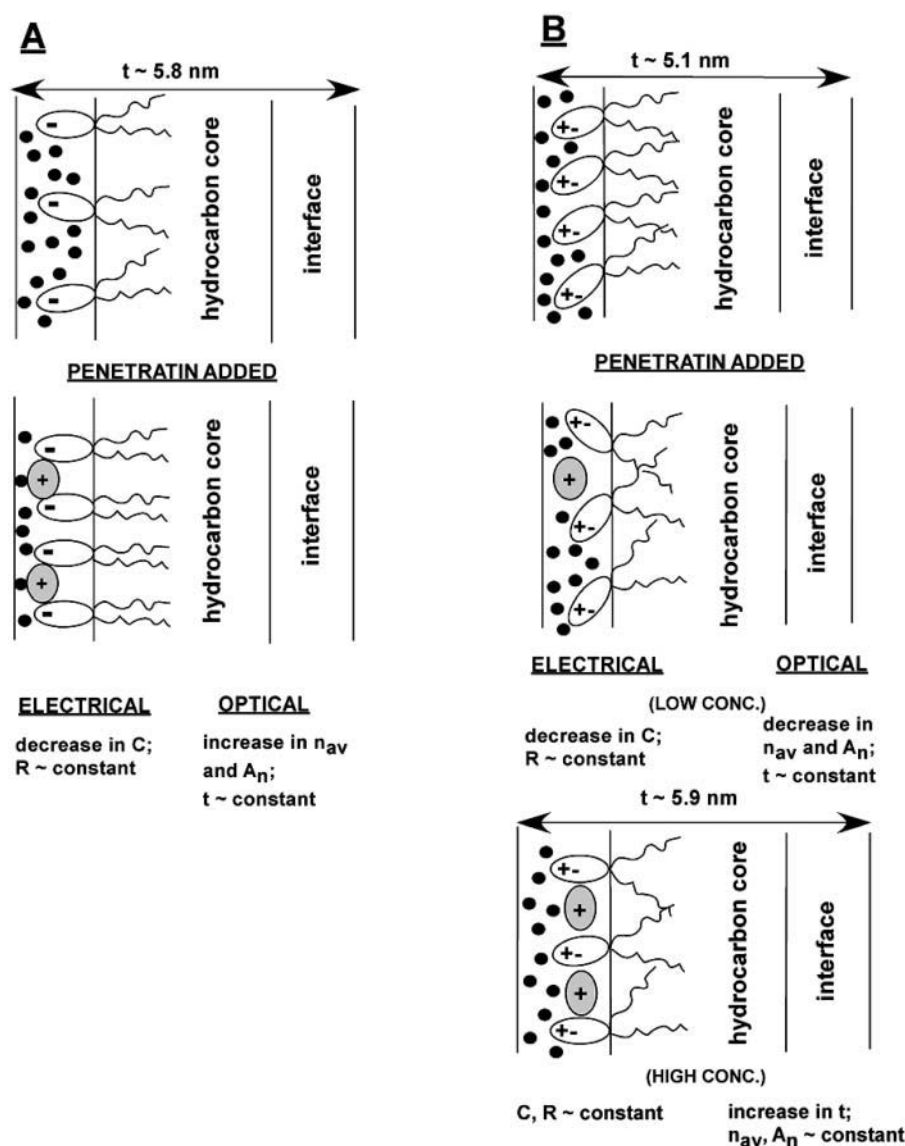 A
t ~ 5.8 nm
-
-
-
hydrocarbon core
interface
PENETRATIN ADDED
-
+
-
-
+
-
hydrocarbon core
interface
ELECTRICAL
decrease in C;
R ~ constant
OPTICAL
increase in nav
and An;
t ~ constant
B
t ~ 5.1 nm
+-
+-
+-
+-
hydrocarbon core
interface
PENETRATIN ADDED
+-
+
+-
+-
hydrocarbon core
interface
ELECTRICAL
OPTICAL
(LOW CONC.)
decrease in C;
R ~ constant
decrease in
nav and An;
t ~ constant
t ~ 5.9 nm
+-
+
+-
+
+-
hydrocarbon core
interface
(HIGH CONC.)
C, R ~ constant
increase in t;
nav, An ~ constant